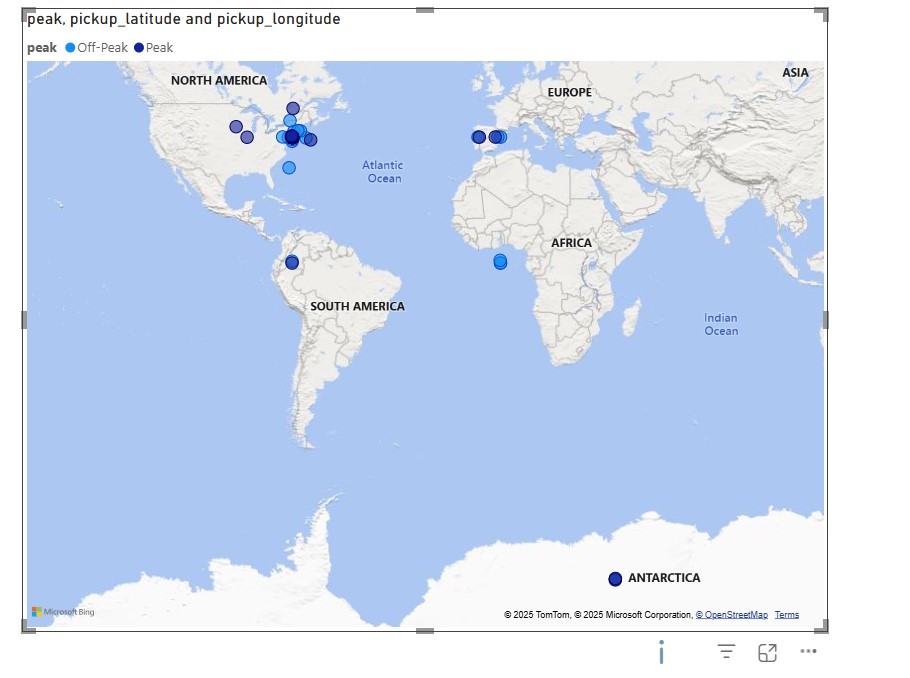 peak, pickup_latitude and pickup_longitude
peak Off-Peak Peak
NORTH AMERICA
ASIA
EUROPE
Atlantic
Ocean
AFRICA
SOUTH AMERICA
Indian
Ocean
ANTARCTICA
Microsoft Bing
© 2025 TomTom, © 2025 Microsoft Corporation, © OpenStreetMap Terms